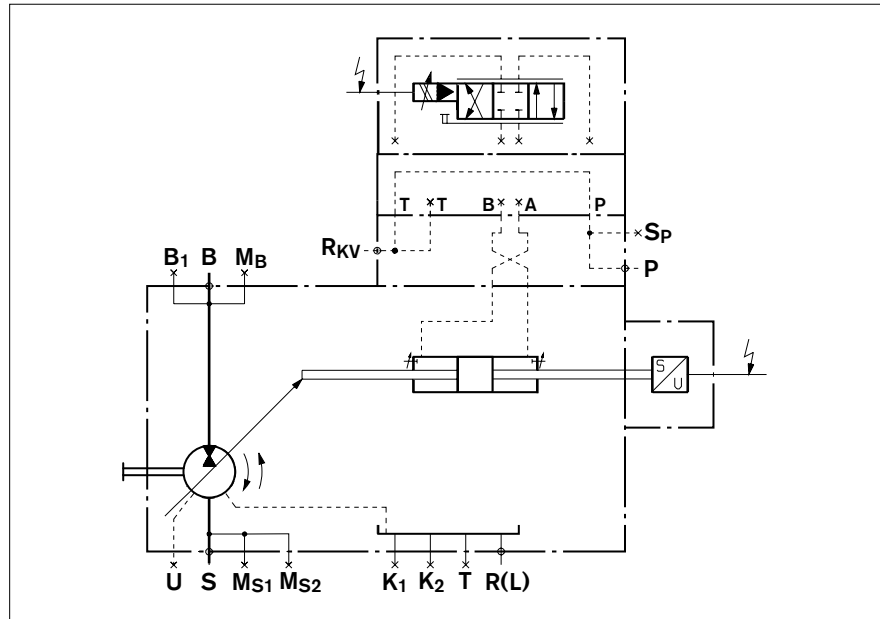 T T B A P
SP
RKV
P
B1 B MB
S
U
U S MS1 MS2 K1 K2 T R(L)